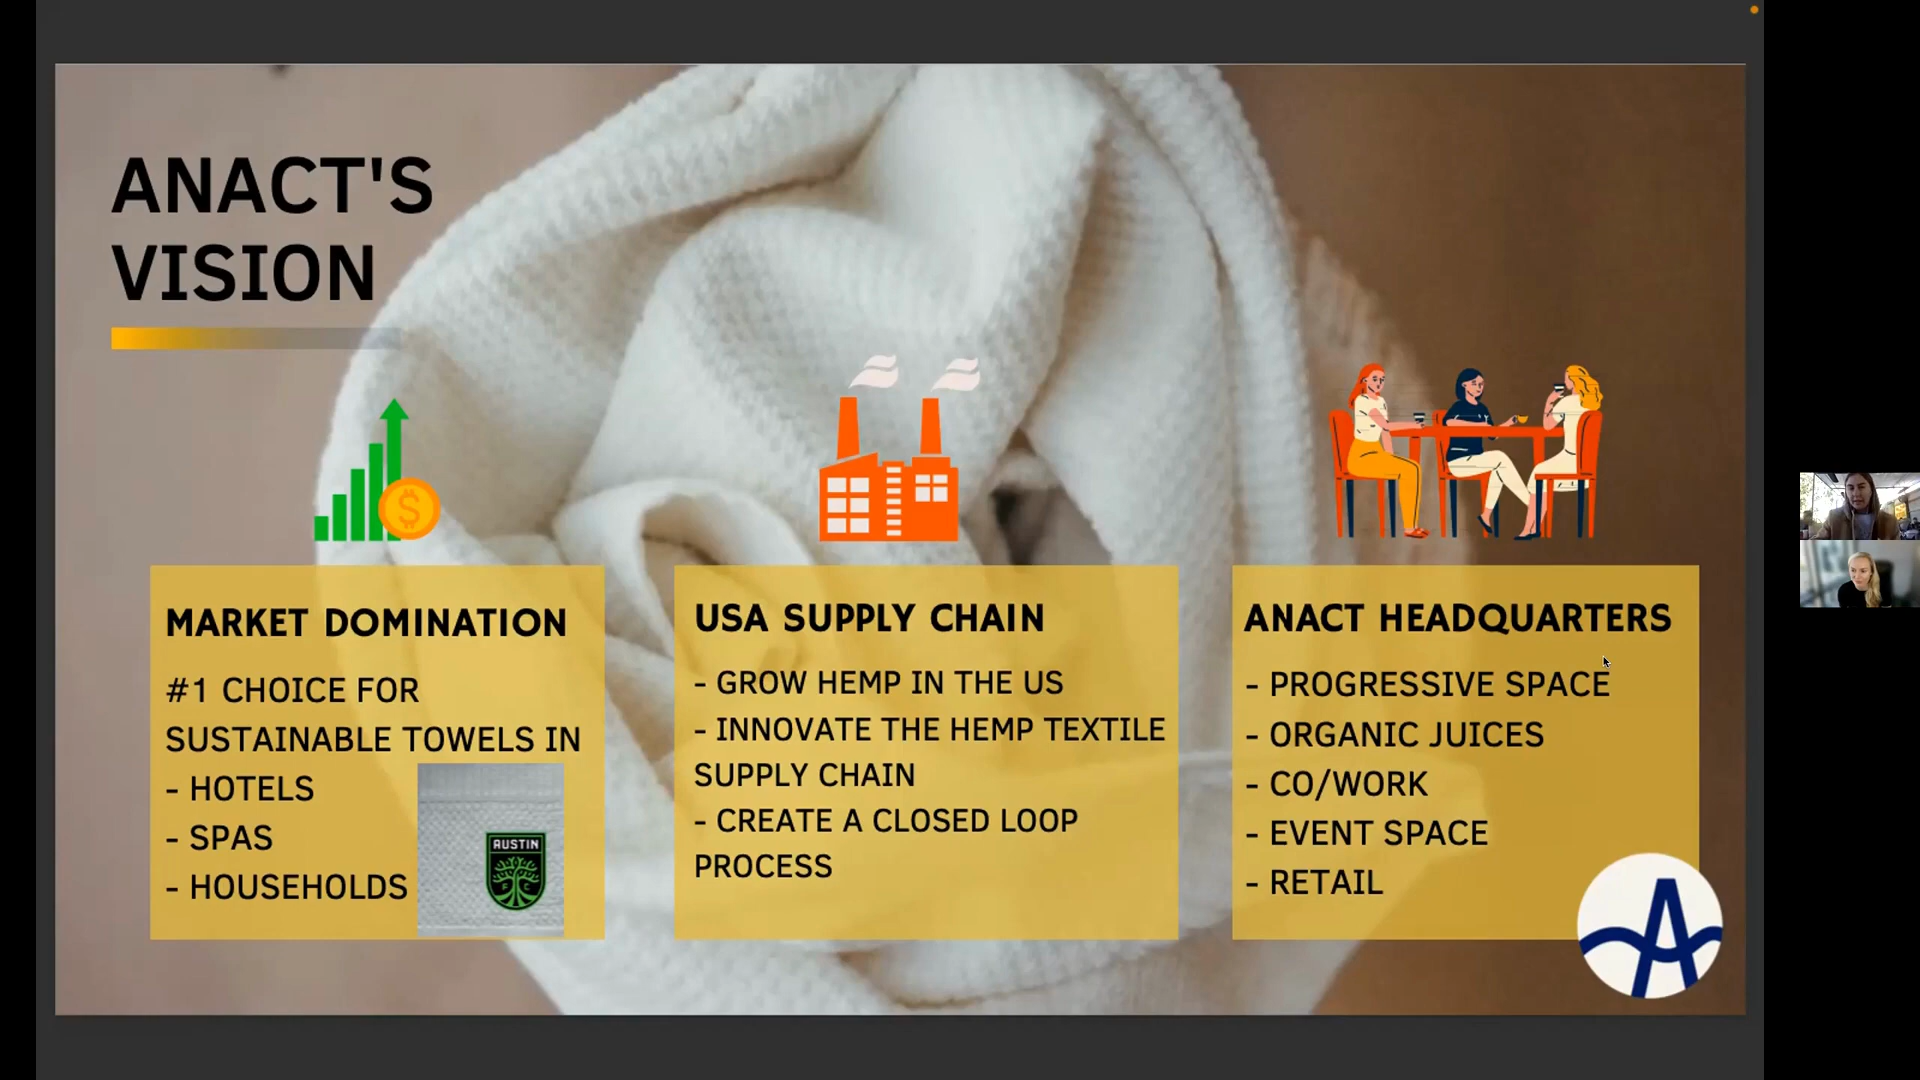 ANACT'S
VISION
$
MARKET DOMINATION
#1 CHOICE FOR
SUSTAINABLE TOWELS IN
- HOTELS
- SPAS
- HOUSEHOLDS
AUSTIN
FC
USA SUPPLY CHAIN
- GROW HEMP IN THE US
- INNOVATE THE HEMP TEXTILE
SUPPLY CHAIN
- CREATE A CLOSED LOOP
PROCESS
ANACT HEADQUARTERS
- PROGRESSIVE SPACE
- ORGANIC JUICES
- CO/WORK
- EVENT SPACE
- RETAIL
A